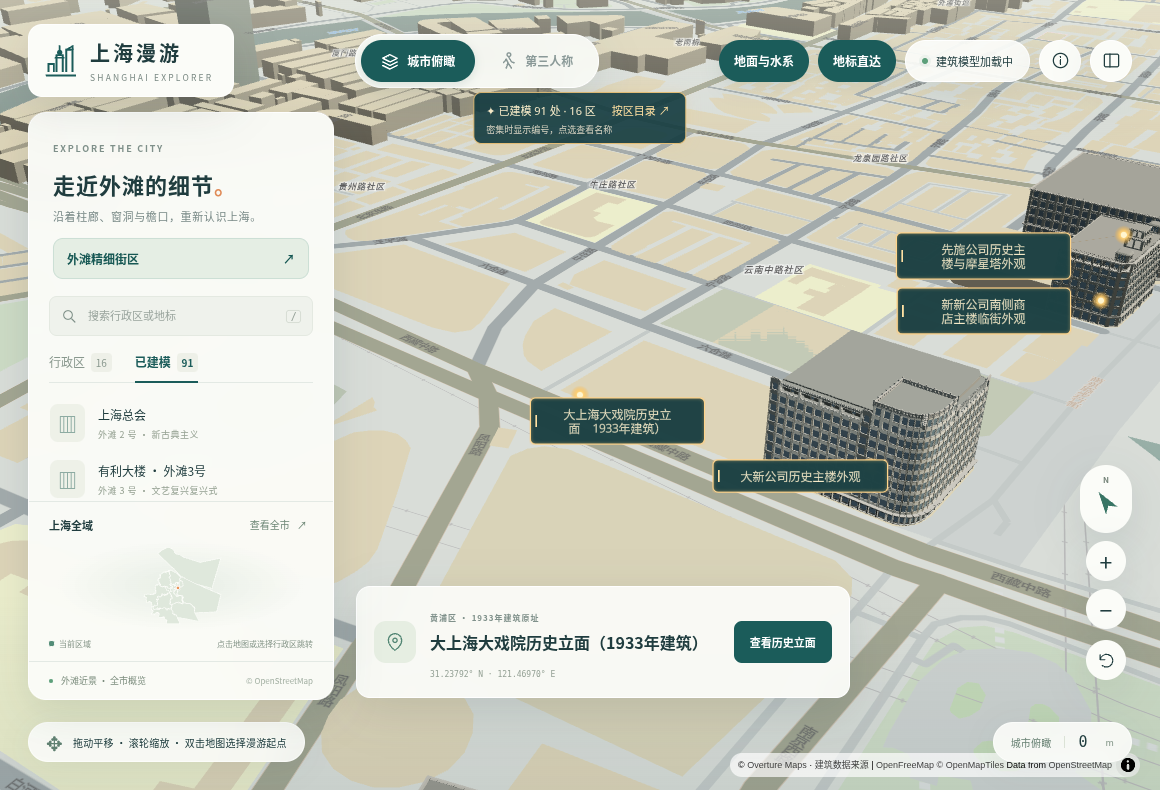 上海漫游
SHANGHAI EXPLORER
城市俯瞰
第三人称
地面与水系
地标直达
建筑模型加载中
✦ 已建模 91 处 · 16 区 按区目录 ↗
密集时显示编号，点选查看名称
EXPLORE THE CITY
走近外滩的细节。
沿着柱廊、窗洞与檐口，重新认识上海。
外滩精细街区 ↗
搜索行政区或地标 /
行政区 16 已建模 91
上海总会
外滩 2 号 · 新古典主义
有利大楼 · 外滩3号
外滩 3 号 · 文艺复兴复兴式
上海全域 查看全市 ↗
当前区域 点击地图或选择行政区跳转
外滩近景 · 全市概览 © OpenStreetMap
拖动平移 · 滚轮缩放 · 双击地图选择漫游起点
贵州路社区
牛庄路社区
龙泉园路社区
云南中路社区
先施公司历史主
楼与摩星塔外观
新新公司南侧商
店主楼临街外观
大上海大戏院历史立
面 1933年建筑）
大新公司历史主楼外观
西藏中路
黄浦区 · 1933年建筑原址
大上海大戏院历史立面（1933年建筑）
31.23792° N · 121.46970° E
查看历史立面
N
+
−
城市俯瞰 0 m
© Overture Maps · 建筑数据来源 | OpenFreeMap © OpenMapTiles Data from OpenStreetMap